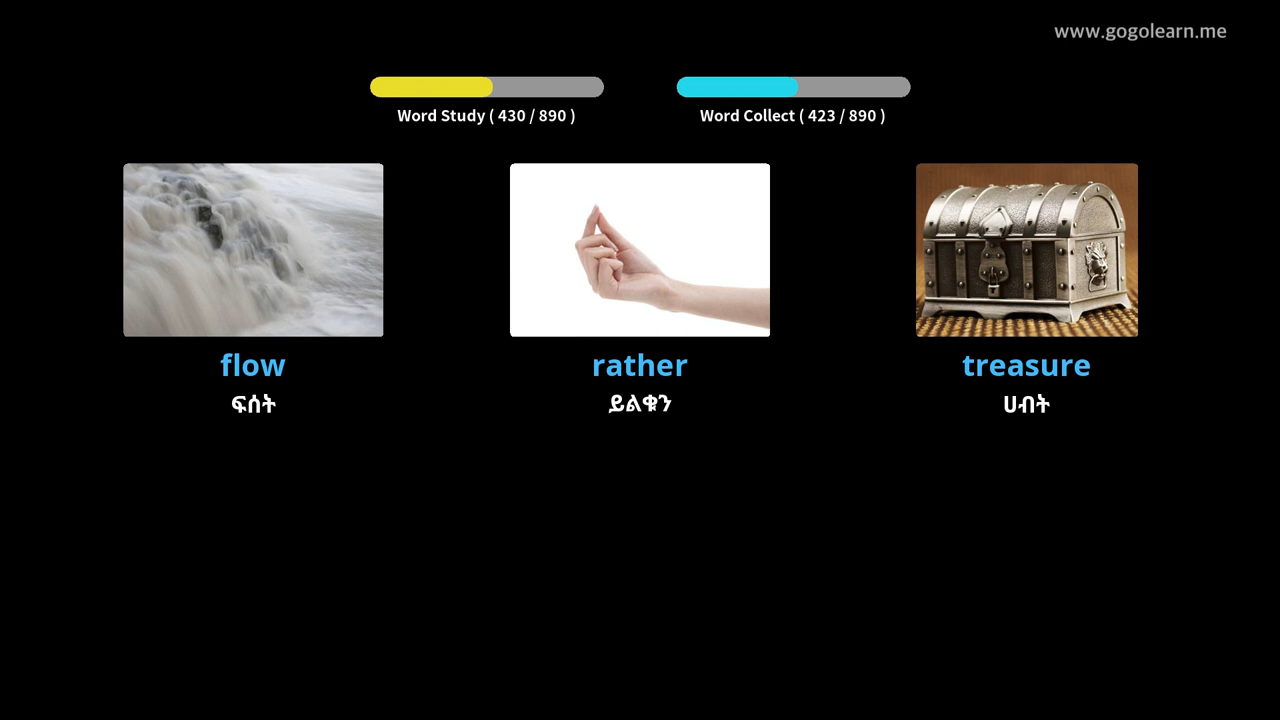 www.gogolearn.me
Word Study ( 430 / 890 )
Word Collect ( 423 / 890 )
flow
rather
treasure
ፍሰት
ይልቁን
ሀብት